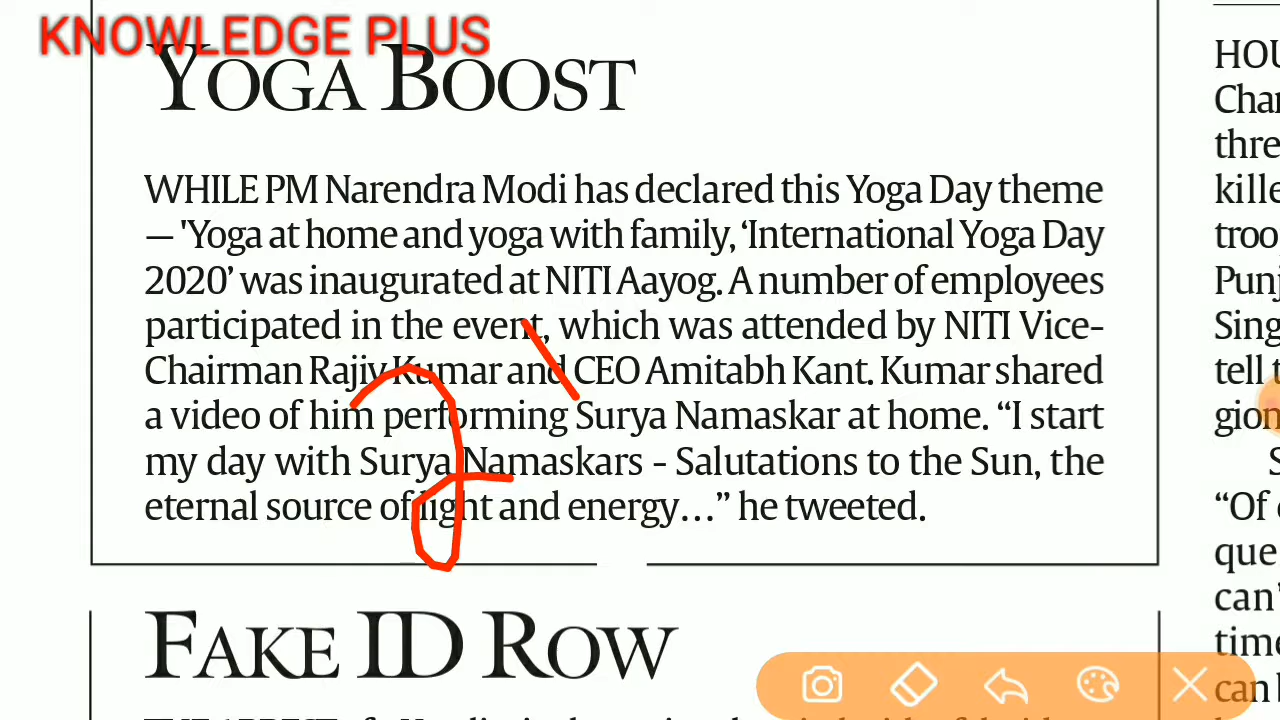 KNOWLEDGE PLUS
YOGA BOOST
WHILE PM Narendra Modi has declared this Yoga Day theme
— 'Yoga at home and yoga with family, ‘International Yoga Day
2020’ was inaugurated at NITI Aayog. A number of employees
participated in the event, which was attended by NITI Vice-
Chairman Rajiv Kumar and CEO Amitabh Kant. Kumar shared
a video of him performing Surya Namaskar at home. “I start
my day with Surya Namaskars - Salutations to the Sun, the
eternal source of light and energy...” he tweeted.
FAKE ID ROW
HOU
Char
thre
kille
troo
Punj
Sing
tell t
gion
S
“Of
que
can’
time
can